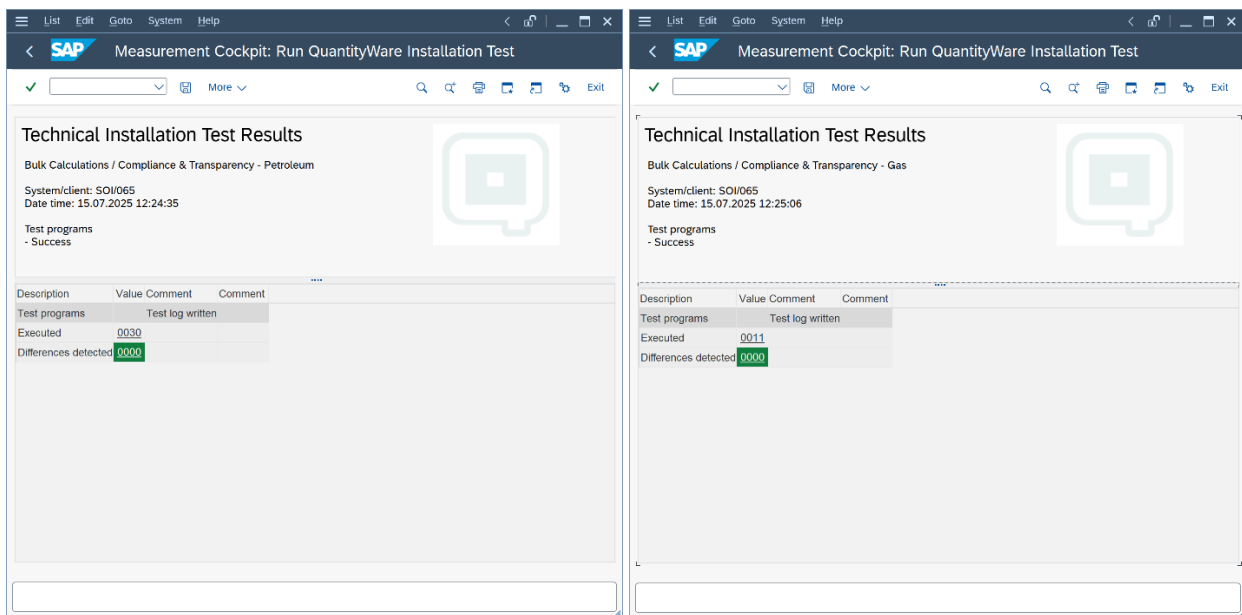 List Edit Goto System Help
SAP Measurement Cockpit: Run QuantityWare Installation Test
More Exit
Technical Installation Test Results
Bulk Calculations / Compliance & Transparency - Petroleum
System/client: SOI/065
Date time: 15.07.2025 12:24:35
Test programs
- Success
Description Value Comment Comment
Test programs Test log written
Executed 0030
Differences detected 0000
List Edit Goto System Help
SAP Measurement Cockpit: Run QuantityWare Installation Test
More Exit
Technical Installation Test Results
Bulk Calculations / Compliance & Transparency - Gas
System/client: SOI/065
Date time: 15.07.2025 12:25:06
Test programs
- Success
Description Value Comment Comment
Test programs Test log written
Executed 0011
Differences detected 0000